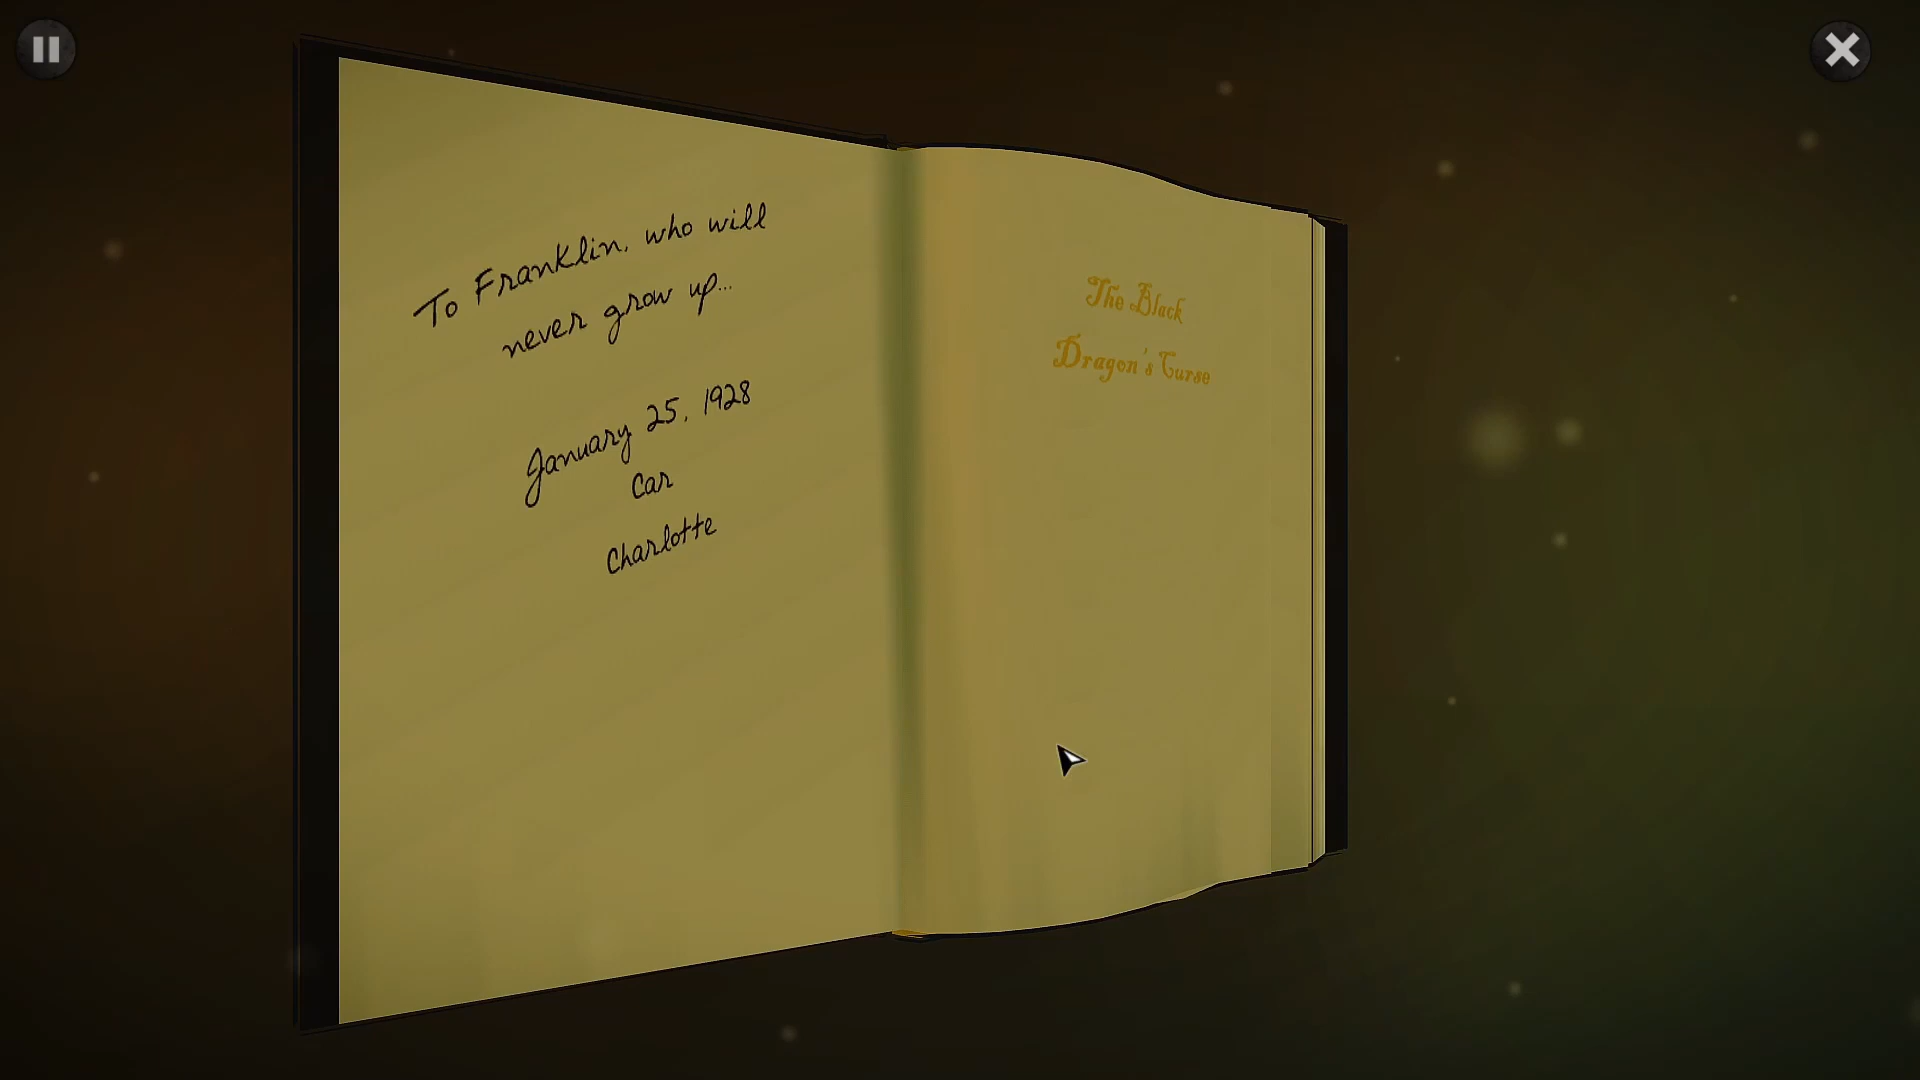 To Franklin, who will
never grow up...
January 25, 1928
Car
Charlotte
The Black
Dragon's Curse